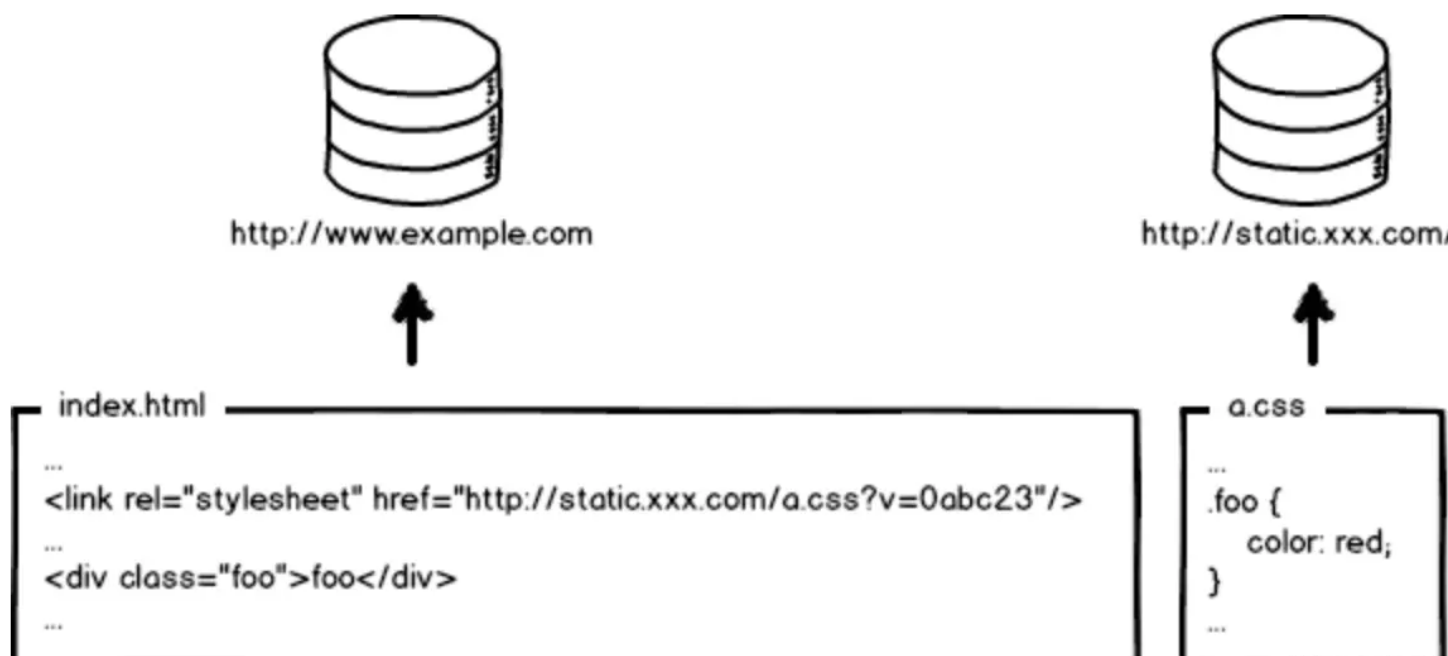 http://www.example.com
http://static.xxx.com/
index.html
...
<link rel="stylesheet" href="http://static.xxx.com/a.css?v=0abc23"/>
...
<div class="foo">foo</div>
...
a.css
...
.foo {
color: red;
}
...